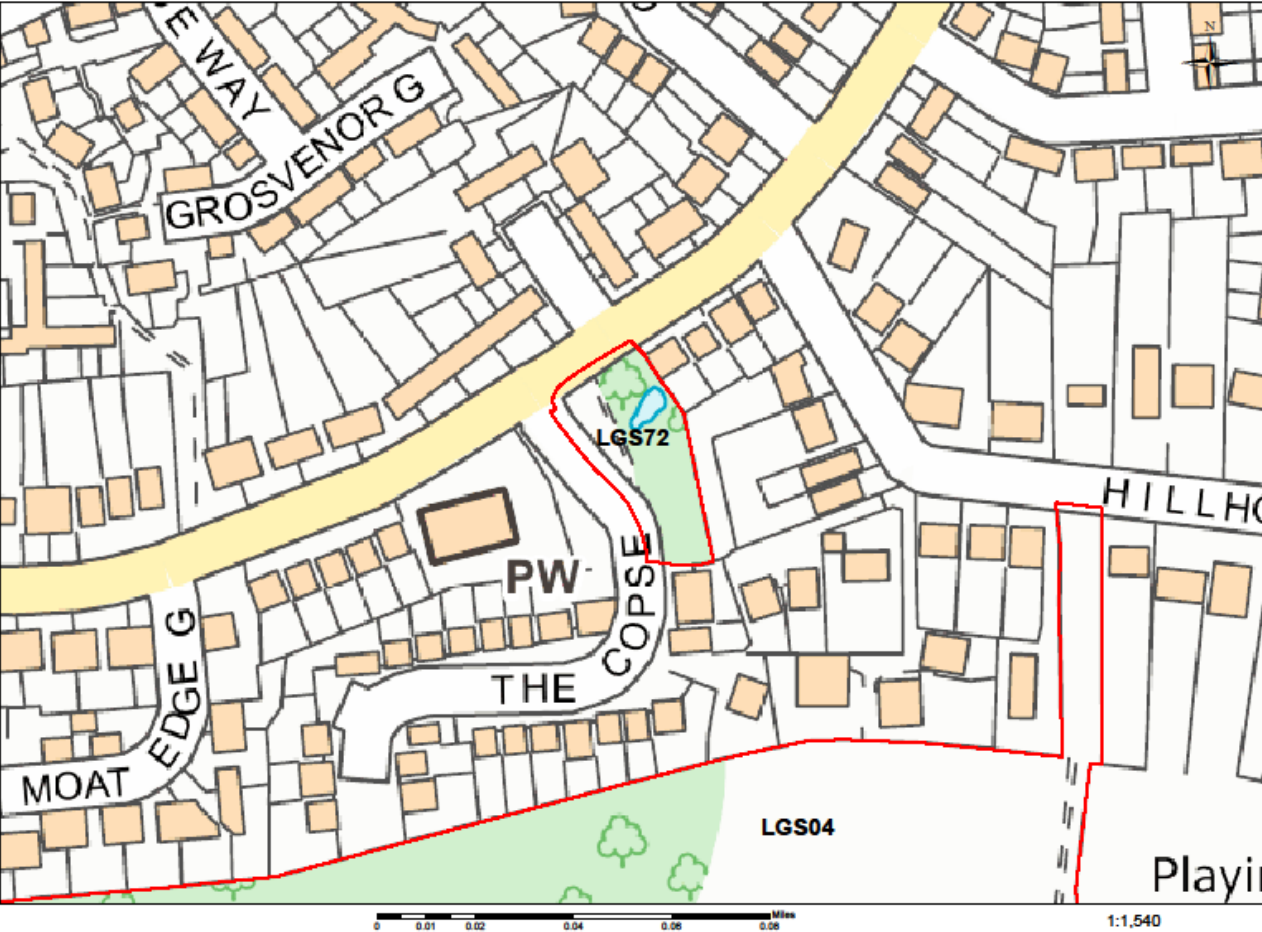 E WAY
N
GROSVENOR G
LGS72
HILLHO
PW
THE COPSE
EDGE G
MOAT
LGS04
Playi
0 0.01 0.02 0.04 0.06 0.08 Miles
1:1,540